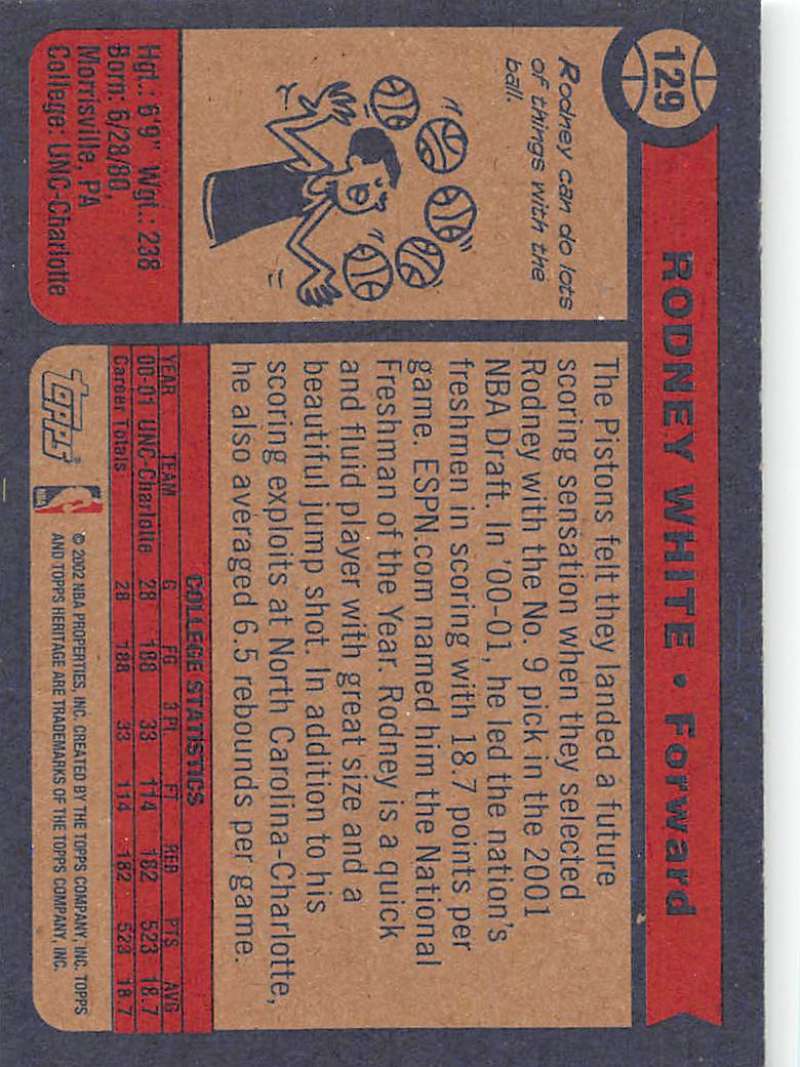 129
RODNEY WHITE • Forward
Rodney can do lots
of things with the
ball.
Hgt.: 6'9" Wgt.: 238
Born: 6/28/80,
Morrisville, PA
College: UNC-Charlotte
The Pistons felt they landed a future
scoring sensation when they selected
Rodney with the No. 9 pick in the 2001
NBA Draft. In '00-01, he led the nation's
freshmen in scoring with 18.7 points per
game. ESPN.com named him the National
Freshman of the Year. Rodney is a quick
and fluid player with great size and a
beautiful jump shot. In addition to his
scoring exploits at North Carolina-Charlotte,
he also averaged 6.5 rebounds per game.
COLLEGE STATISTICS
YEAR TEAM G FG 3 PT FT REB PTS AVG
00-01 UNC-Charlotte 28 188 33 114 182 523 18.7
Career Totals 28 188 33 114 182 523 18.7
topps
NBA
© 2002 NBA PROPERTIES, INC. CREATED BY THE TOPPS COMPANY, INC. TOPPS
AND TOPPS HERITAGE ARE TRADEMARKS OF THE TOPPS COMPANY, INC.